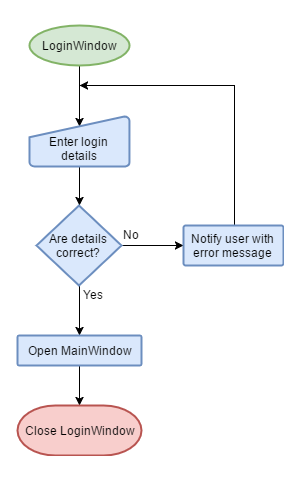 LoginWindow
Enter login
details
Are details
correct?
No
Notify user with
error message
Yes
Open MainWindow
Close LoginWindow